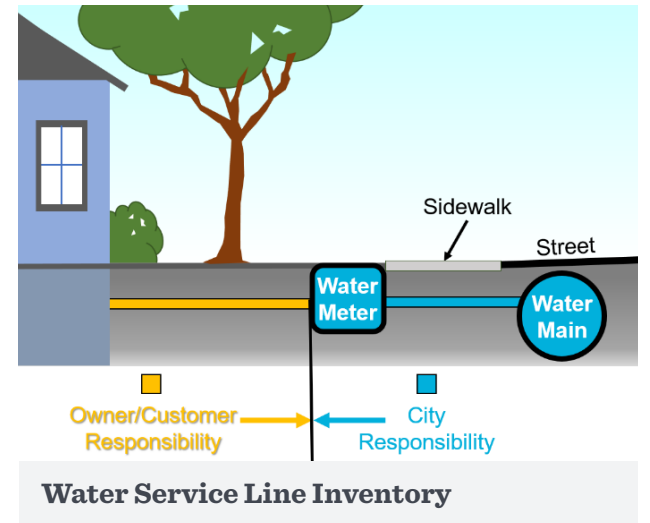 Sidewalk
Street
Water
Meter
Water
Main
Owner/Customer
Responsibility
City
Responsibility
Water Service Line Inventory